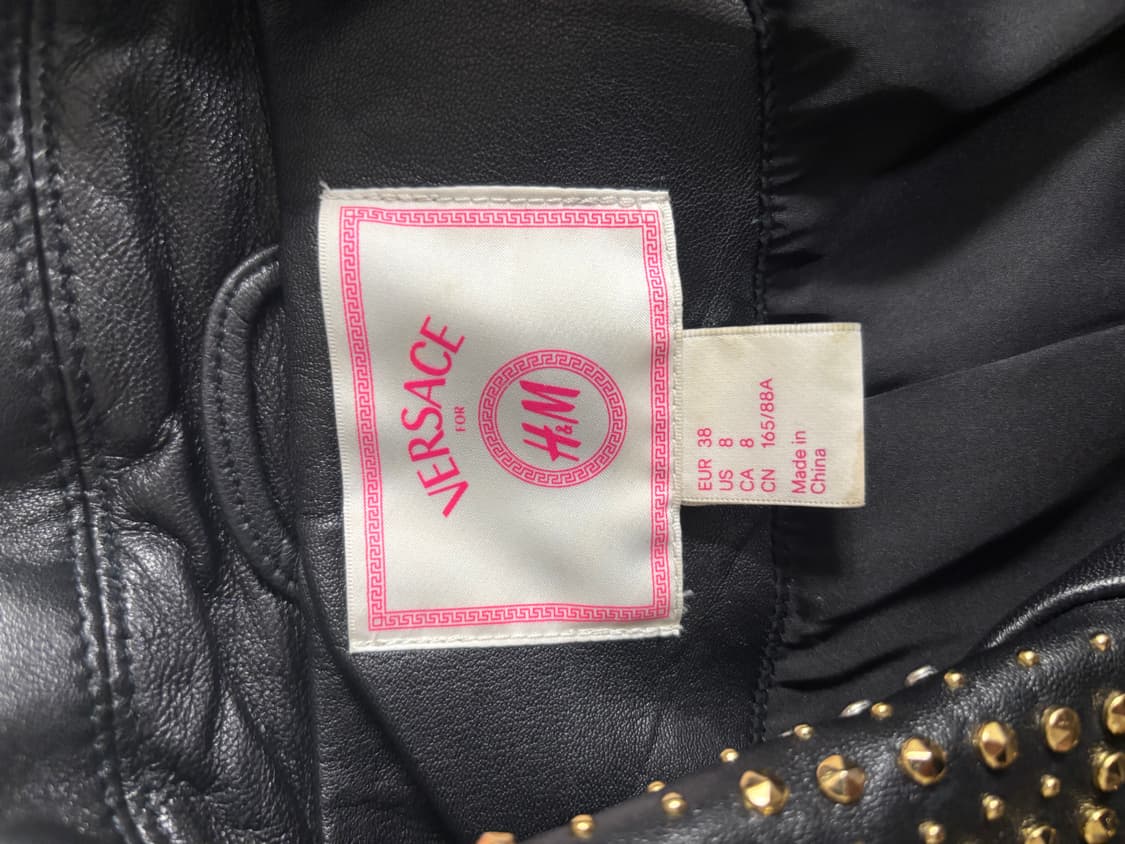 VERSACE
FOR
H&M
EUR 38
US 8
CA 8
CN 165/88A
Made in
China